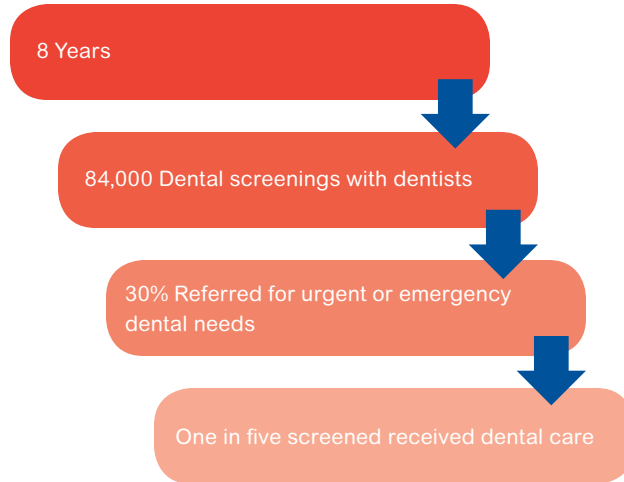 8 Years
84,000 Dental screenings with dentists
30% Referred for urgent or emergency
dental needs
One in five screened received dental care